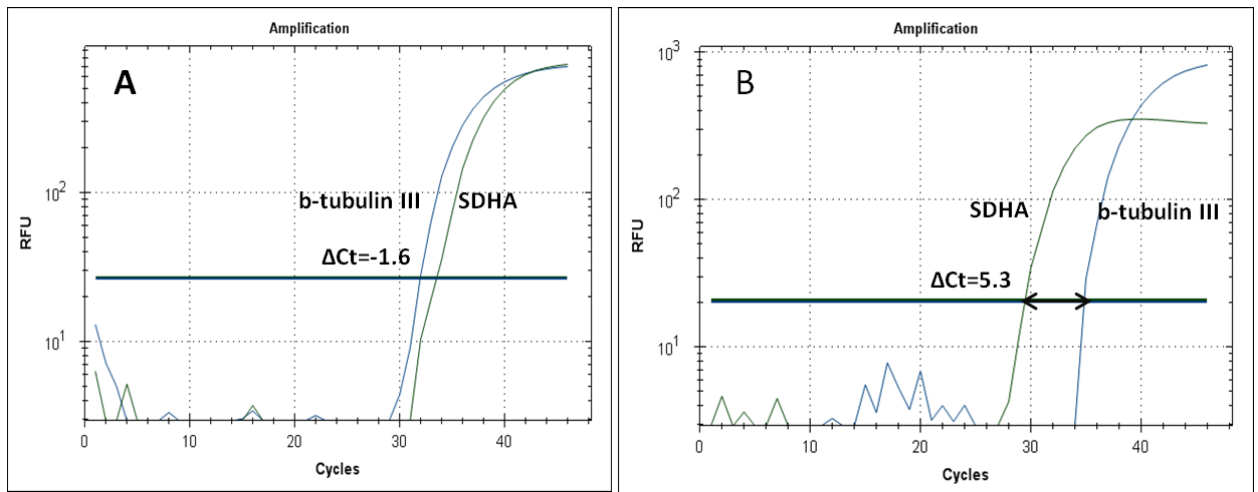 Amplification
A
10²
b-tubulin III SDHA
RFU
ΔCt=-1.6
10¹
0 10 20 30 40
Cycles
Amplification
10³
B
10²
SDHA
b-tubulin III
RFU
ΔCt=5.3
10¹
0 10 20 30 40
Cycles